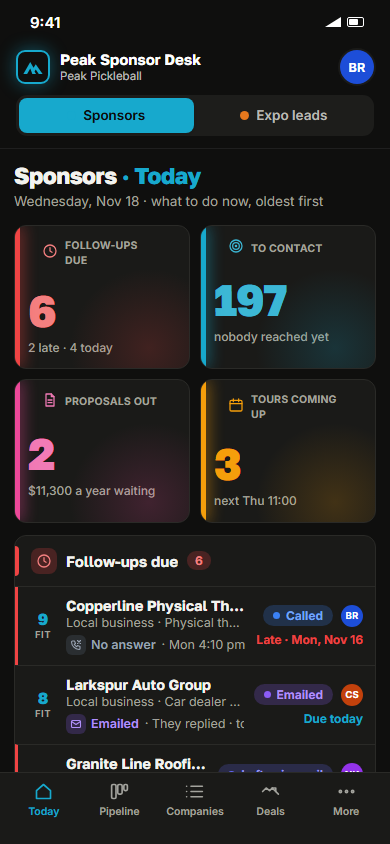 9:41
Peak Sponsor Desk
Peak Pickleball
BR
Sponsors
Expo leads
Sponsors · Today
Wednesday, Nov 18 · what to do now, oldest first
FOLLOW-UPS DUE
6
2 late · 4 today
TO CONTACT
197
nobody reached yet
PROPOSALS OUT
2
$11,300 a year waiting
TOURS COMING UP
3
next Thu 11:00
Follow-ups due 6
9 FIT
Copperline Physical Th...
Local business · Physical th...
No answer · Mon 4:10 pm
Called BR
Late · Mon, Nov 16
8 FIT
Larkspur Auto Group
Local business · Car dealer ...
Emailed · They replied ·
Emailed CS
Due today
Granite Line Roofi...
Today
Pipeline
Companies
Deals
More